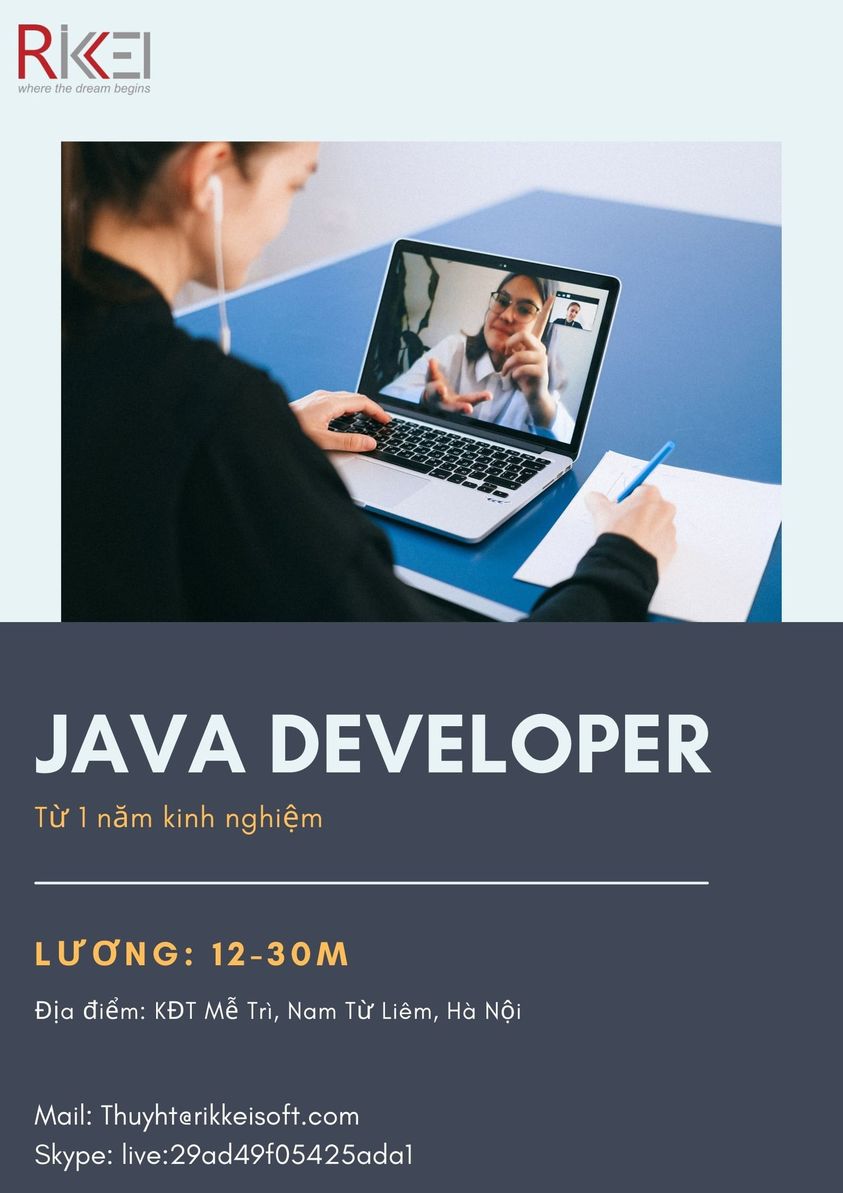 RIKKEI
where the dream begins
JAVA DEVELOPER
Từ 1 năm kinh nghiệm
LƯƠNG: 12-30M
Địa điểm: KĐT Mễ Trì, Nam Từ Liêm, Hà Nội
Mail: Thuyht@rikkeisoft.com
Skype: live:29ad49f05425ada1